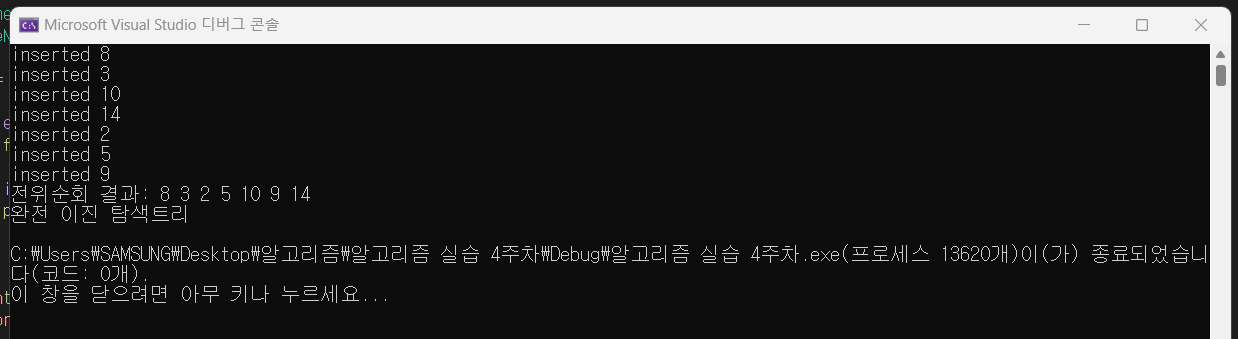 Microsoft Visual Studio 디버그 콘솔
inserted 8
inserted 3
inserted 10
inserted 14
inserted 2
inserted 5
inserted 9
전위순회 결과: 8 3 2 5 10 9 14
완전 이진 탐색트리
C:₩Users₩SAMSUNG₩Desktop₩알고리즘₩알고리즘 실습 4주차₩Debug₩알고리즘 실습 4주차.exe(프로세스 13620개)이(가) 종료되었습니
다(코드: 0개).
이 창을 닫으려면 아무 키나 누르세요...